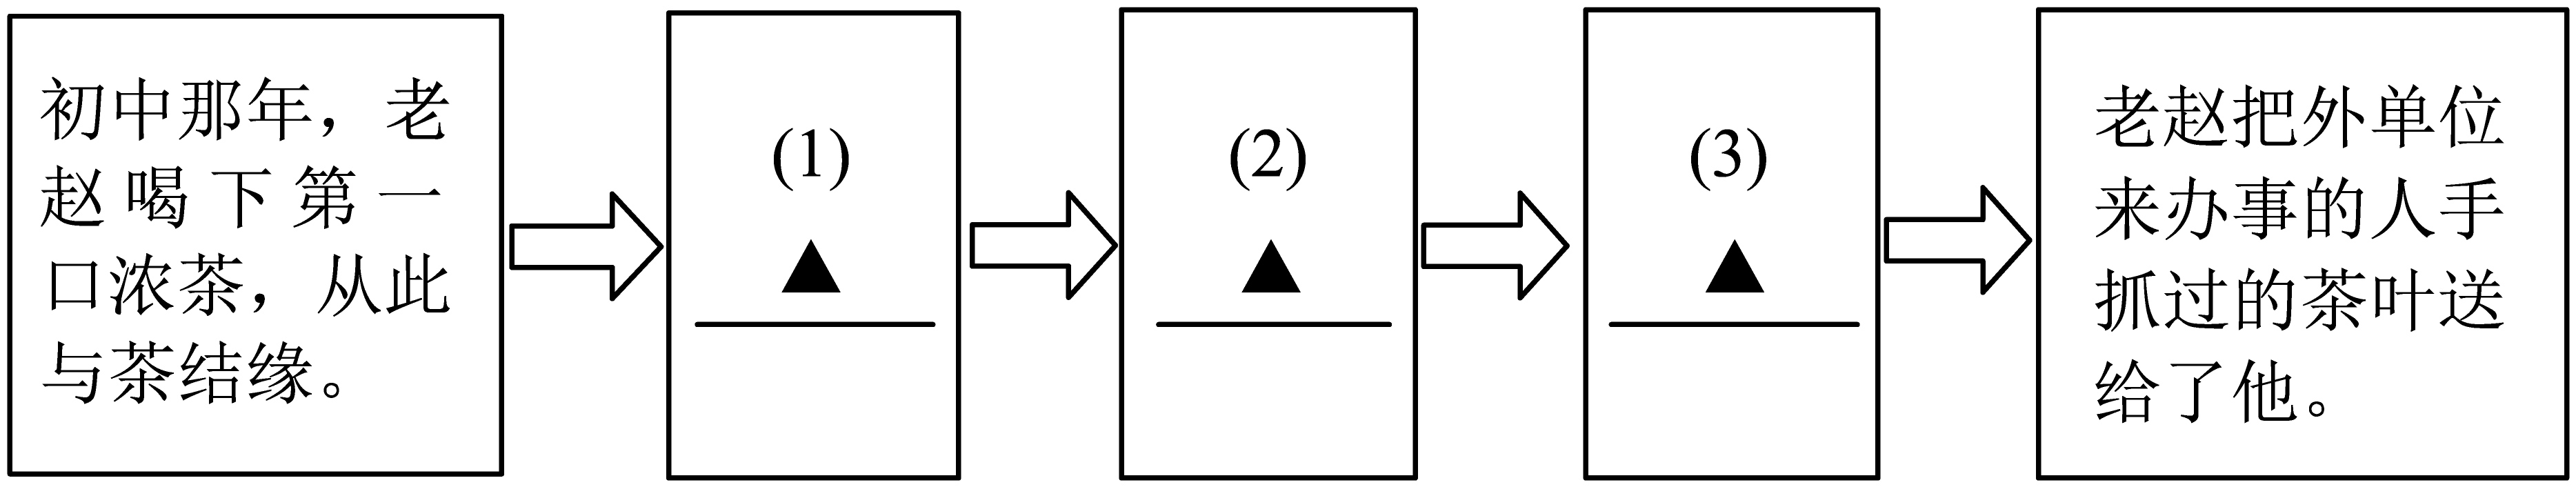 初中那年，老
赵喝下第一
口浓茶，从此
与茶结缘。
(1)
▲
(2)
▲
(3)
▲
老赵把外单位
来办事的人手
抓过的茶叶送
给了他。